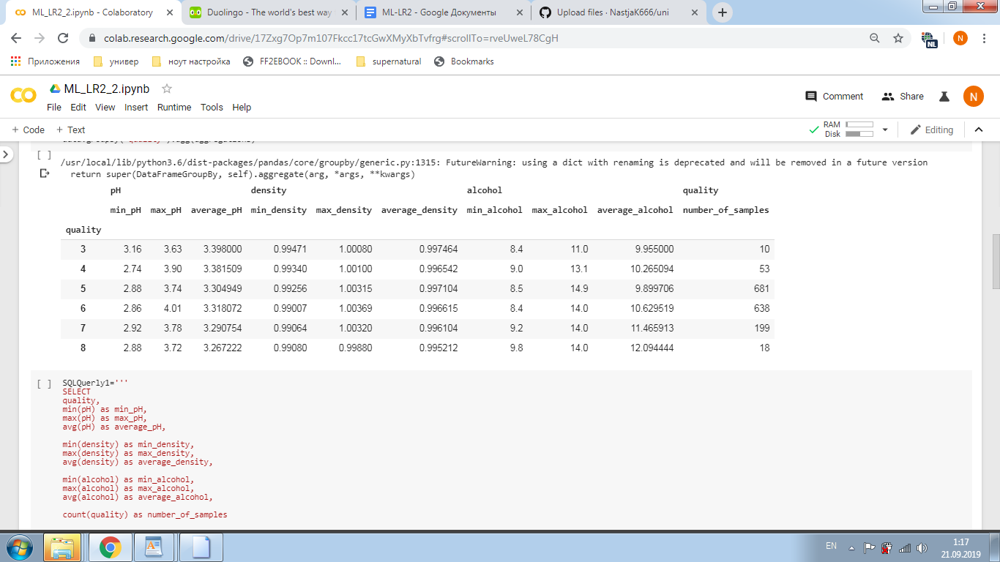 ML_LR2_2.ipynb - Colaboratory
Duolingo - The world's best way
ML-LR2 - Google Документы
Upload files · NastjaK666/uni
colab.research.google.com/drive/17Zxg7Op7m107Fkcc17tcGwXMyXbTvfrg#scrollTo=rveUweL78CgH
NL
N
Приложения
универ
ноут настройка
FF2EBOOK :: Downl...
supernatural
Bookmarks
ML_LR2_2.ipynb
File Edit View Insert Runtime Tools Help
Comment
Share
N
+ Code + Text
RAM
Disk
Editing
[ ]
/usr/local/lib/python3.6/dist-packages/pandas/core/groupby/generic.py:1315: FutureWarning: using a dict with renaming is deprecated and will be removed in a future version
return super(DataFrameGroupBy, self).aggregate(arg, *args, **kwargs)
pH density alcohol quality
min_pH max_pH average_pH min_density max_density average_density min_alcohol max_alcohol average_alcohol number_of_samples
quality
3 3.16 3.63 3.398000 0.99471 1.00080 0.997464 8.4 11.0 9.955000 10
4 2.74 3.90 3.381509 0.99340 1.00100 0.996542 9.0 13.1 10.265094 53
5 2.88 3.74 3.304949 0.99256 1.00315 0.997104 8.5 14.9 9.899706 681
6 2.86 4.01 3.318072 0.99007 1.00369 0.996615 8.4 14.0 10.629519 638
7 2.92 3.78 3.290754 0.99064 1.00320 0.996104 9.2 14.0 11.465913 199
8 2.88 3.72 3.267222 0.99080 0.99880 0.995212 9.8 14.0 12.094444 18
[ ] SQLQuerly1='''
SELECT
quality,
min(pH) as min_pH,
max(pH) as max_pH,
avg(pH) as average_pH,
min(density) as min_density,
max(density) as max_density,
avg(density) as average_density,
min(alcohol) as min_alcohol,
max(alcohol) as max_alcohol,
avg(alcohol) as average_alcohol,
count(quality) as number_of_samples
EN
1:17
21.09.2019